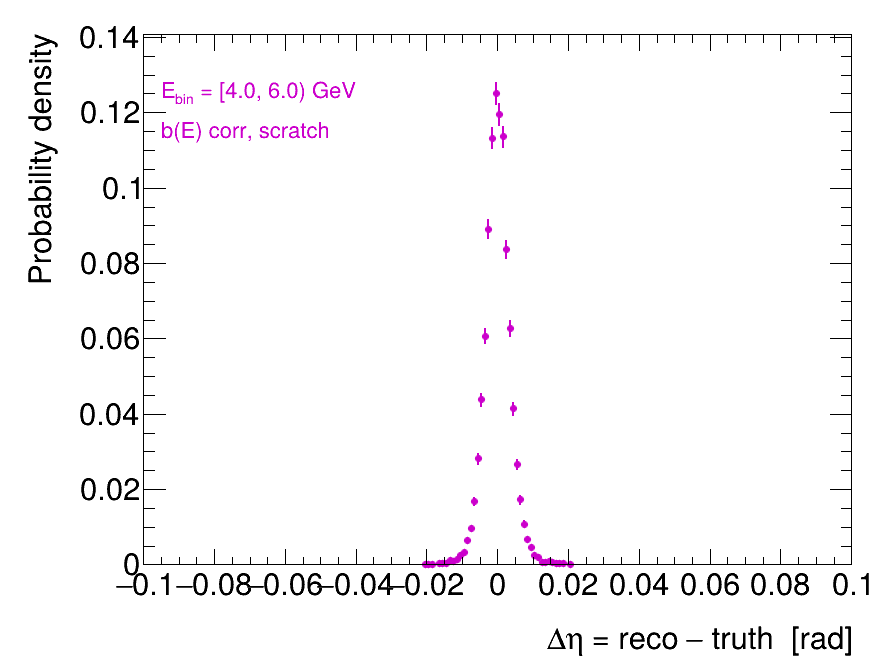 Probability density
0.14
0.12
0.1
0.08
0.06
0.04
0.02
0
E_bin = [4.0, 6.0) GeV
b(E) corr, scratch
−0.1 −0.08 −0.06 −0.04 −0.02 0 0.02 0.04 0.06 0.08 0.1
Δη = reco − truth [rad]